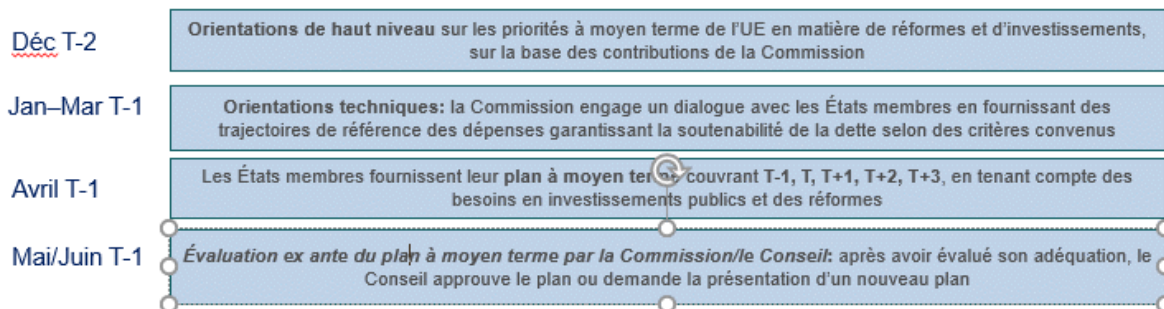 Déc T-2
Orientations de haut niveau sur les priorités à moyen terme de l'UE en matière de réformes et d'investissements,
sur la base des contributions de la Commission
Jan–Mar T-1
Orientations techniques: la Commission engage un dialogue avec les États membres en fournissant des
trajectoires de référence des dépenses garantissant la soutenabilité de la dette selon des critères convenus
Avril T-1
Les États membres fournissent leur plan à moyen terme couvrant T-1, T, T+1, T+2, T+3, en tenant compte des
besoins en investissements publics et des réformes
Mai/Juin T-1
Évaluation ex ante du plan à moyen terme par la Commission/le Conseil: après avoir évalué son adéquation, le
Conseil approuve le plan ou demande la présentation d'un nouveau plan